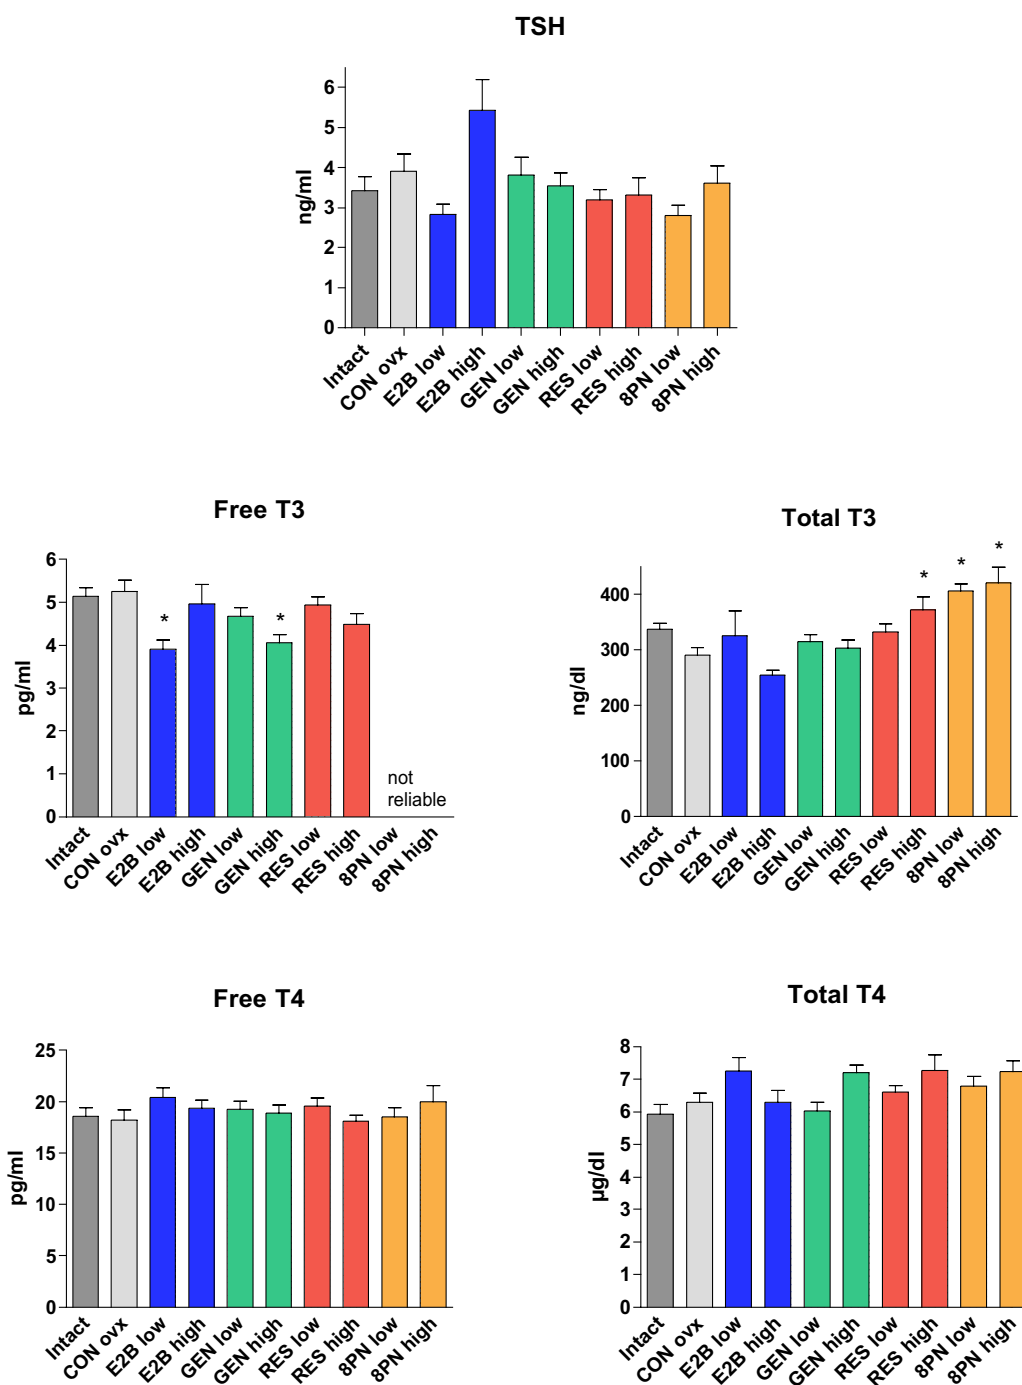 TSH
ng/ml
6
5
4
3
2
1
0
Intact
CON ovx
E2B low
E2B high
GEN low
GEN high
RES low
RES high
8PN low
8PN high
Free T3
pg/ml
6
5
4
3
2
1
0
*
*
not
reliable
Intact
CON ovx
E2B low
E2B high
GEN low
GEN high
RES low
RES high
8PN low
8PN high
Total T3
ng/dl
400
300
200
100
0
*
*
*
Intact
CON ovx
E2B low
E2B high
GEN low
GEN high
RES low
RES high
8PN low
8PN high
Free T4
pg/ml
25
20
15
10
5
0
Intact
CON ovx
E2B low
E2B high
GEN low
GEN high
RES low
RES high
8PN low
8PN high
Total T4
µg/dl
8
7
6
5
4
3
2
1
0
Intact
CON ovx
E2B low
E2B high
GEN low
GEN high
RES low
RES high
8PN low
8PN high